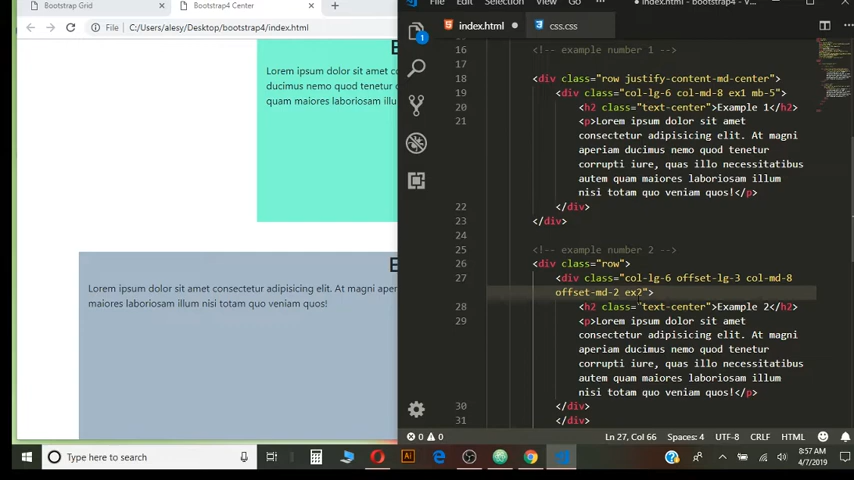 Bootstrap Grid
Bootstrap4 Center
File
C:/Users/alesy/Desktop/bootstrap4/index.html
Lorem ipsum dolor sit amet co
ducimus nemo quod tenetur
quam maiores laboriosam illu
Lorem ipsum dolor sit amet consectetur adipisicing elit. At magni aper
maiores laboriosam illum nisi totam quo veniam quos!
File Edit Selection View Go
index.html
css.css
1
16 <!-- example number 1 -->
18 <div class="row justify-content-md-center">
19 <div class="col-lg-6 col-md-8 ex1 mb-5">
20 <h2 class="text-center">Example 1</h2>
21 <p>Lorem ipsum dolor sit amet
consectetur adipisicing elit. At magni
aperiam ducimus nemo quod tenetur
corrupti iure, quas illo necessitatibus
autem quam maiores laboriosam illum
nisi totam quo veniam quos!</p>
22 </div>
23 </div>
24
25 <!-- example number 2 -->
26 <div class="row">
27 <div class="col-lg-6 offset-lg-3 col-md-8
offset-md-2 ex2">
28 <h2 class="text-center">Example 2</h2>
29 <p>Lorem ipsum dolor sit amet
consectetur adipisicing elit. At magni
aperiam ducimus nemo quod tenetur
corrupti iure, quas illo necessitatibus
autem quam maiores laboriosam illum
nisi totam quo veniam quos!</p>
30 </div>
31 </div>
0 0 Ln 27, Col 66 Spaces: 4 UTF-8 CRLF HTML
Type here to search
8:57 AM
4/7/2019